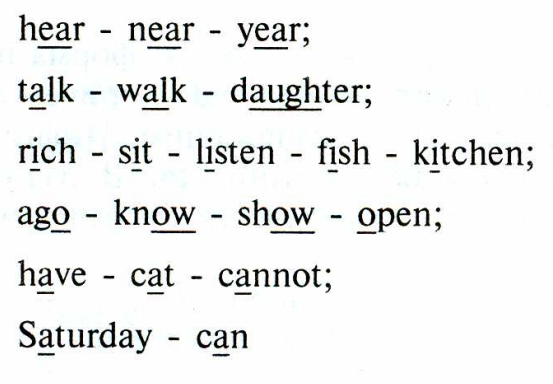 hear - near - year;
talk - walk - daughter;
rich - sit - listen - fish - kitchen;
ago - know - show - open;
have - cat - cannot;
Saturday - can